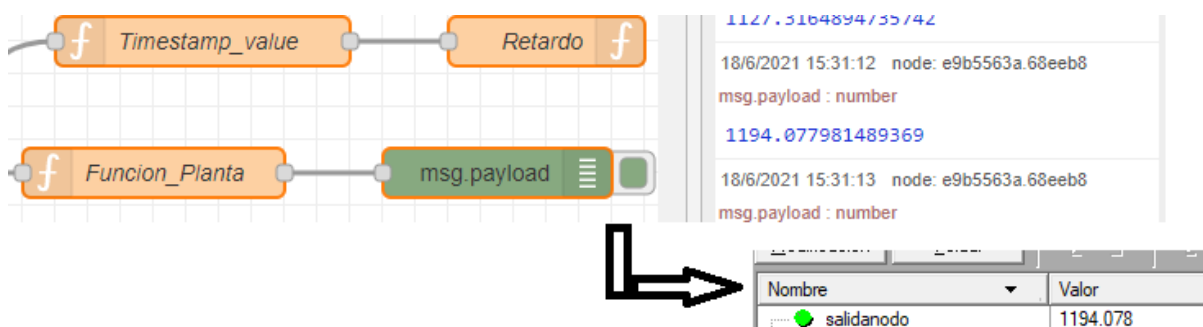 Timestamp_value
Retardo
Funcion_Planta
msg.payload
1127.3164894735742
18/6/2021 15:31:12 node: e9b5563a.68eeb8
msg.payload : number
1194.077981489369
18/6/2021 15:31:13 node: e9b5563a.68eeb8
msg.payload : number
Nombre Valor
salidanodo 1194.078